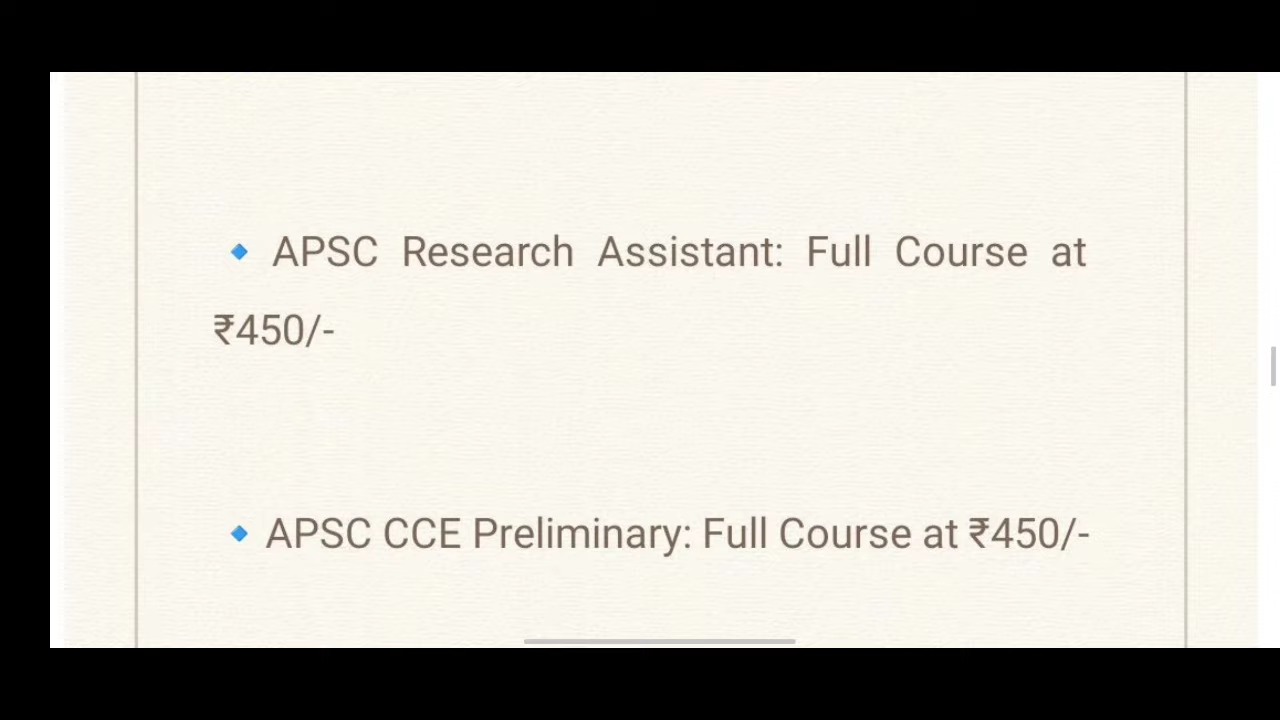 🔹 APSC Research Assistant: Full Course at
₹450/-
🔹 APSC CCE Preliminary: Full Course at ₹450/-